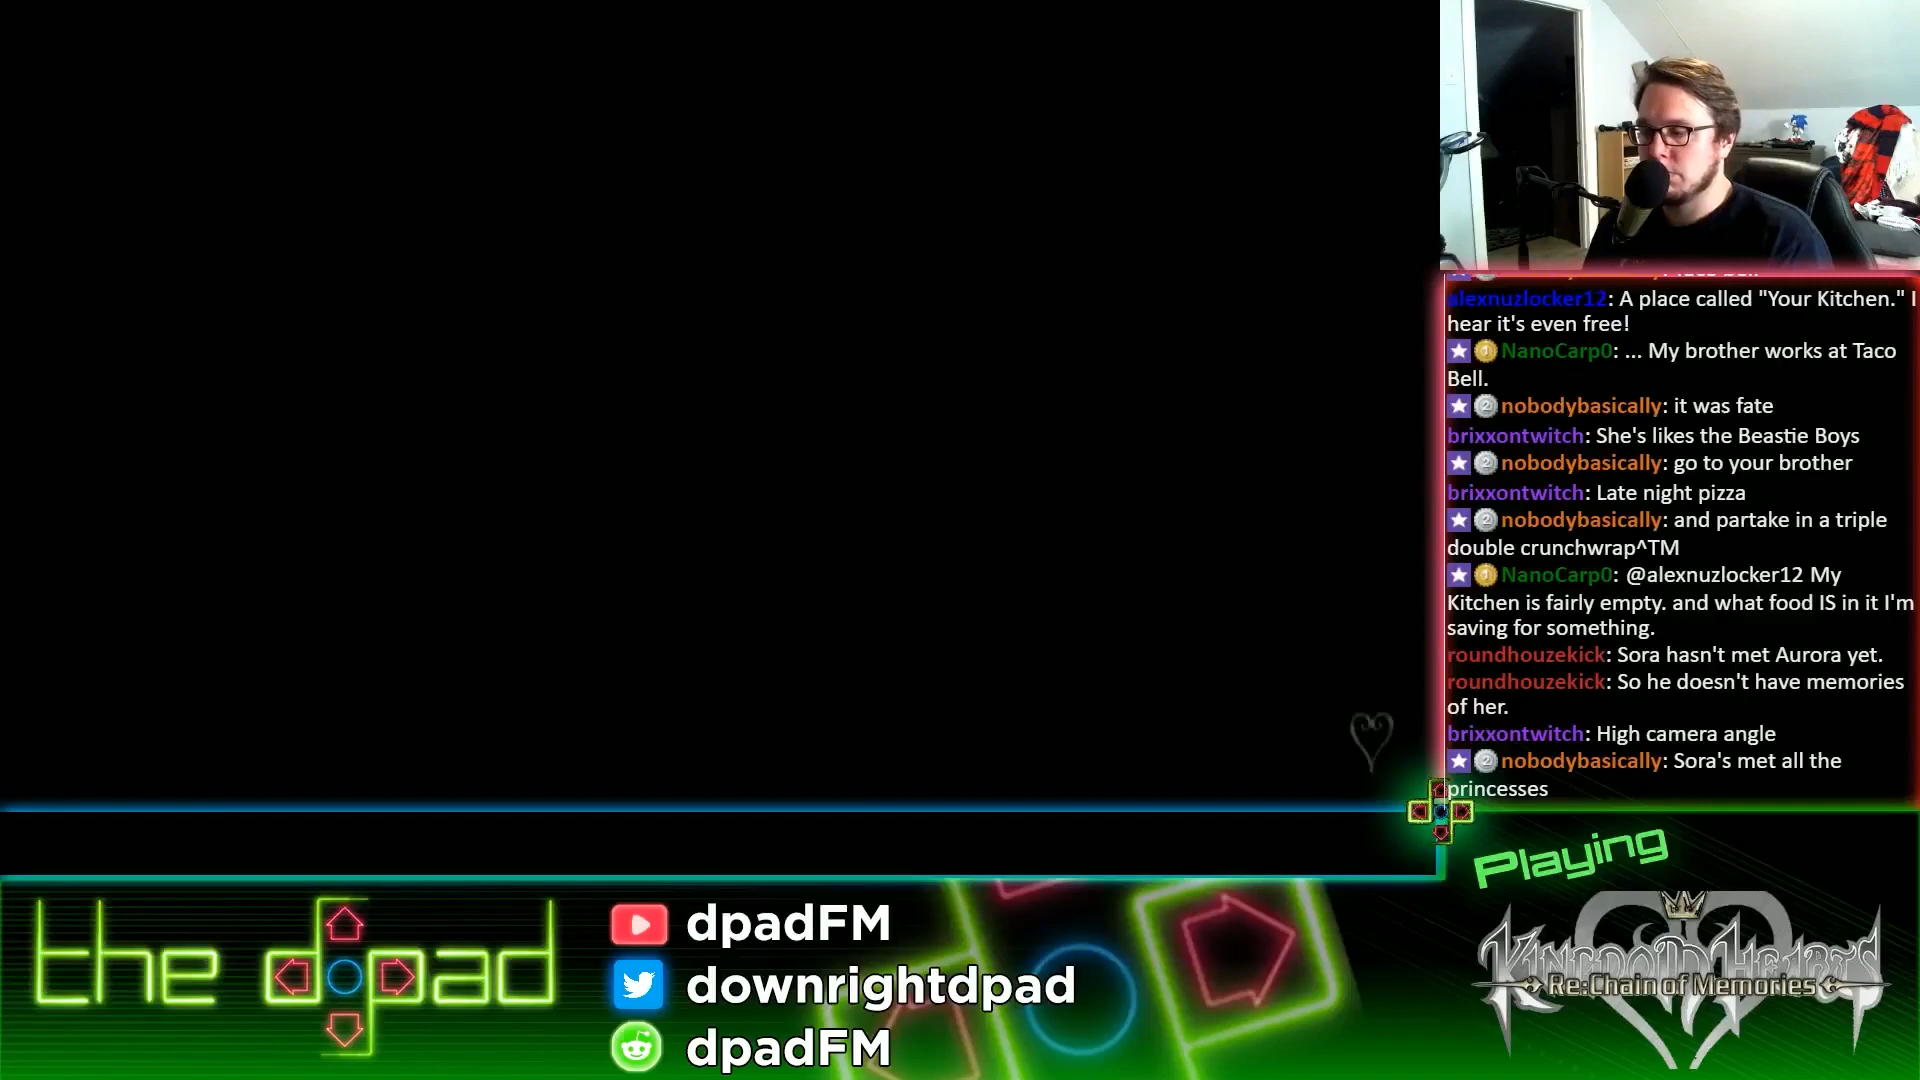 alexnuzlocker12: A place called "Your Kitchen." I
hear it's even free!
NanoCarp0: ... My brother works at Taco
Bell.
nobodybasically: it was fate
brixxontwitch: She's likes the Beastie Boys
nobodybasically: go to your brother
brixxontwitch: Late night pizza
nobodybasically: and partake in a triple
double crunchwrap^TM
NanoCarp0: @alexnuzlocker12 My
Kitchen is fairly empty. and what food IS in it I'm
saving for something.
roundhouzekick: Sora hasn't met Aurora yet.
roundhouzekick: So he doesn't have memories
of her.
brixxontwitch: High camera angle
nobodybasically: Sora's met all the
princesses
Playing
KINGDOM HEARTS
Re:Chain of Memories
the dpad
dpadFM
downrightdpad
dpadFM